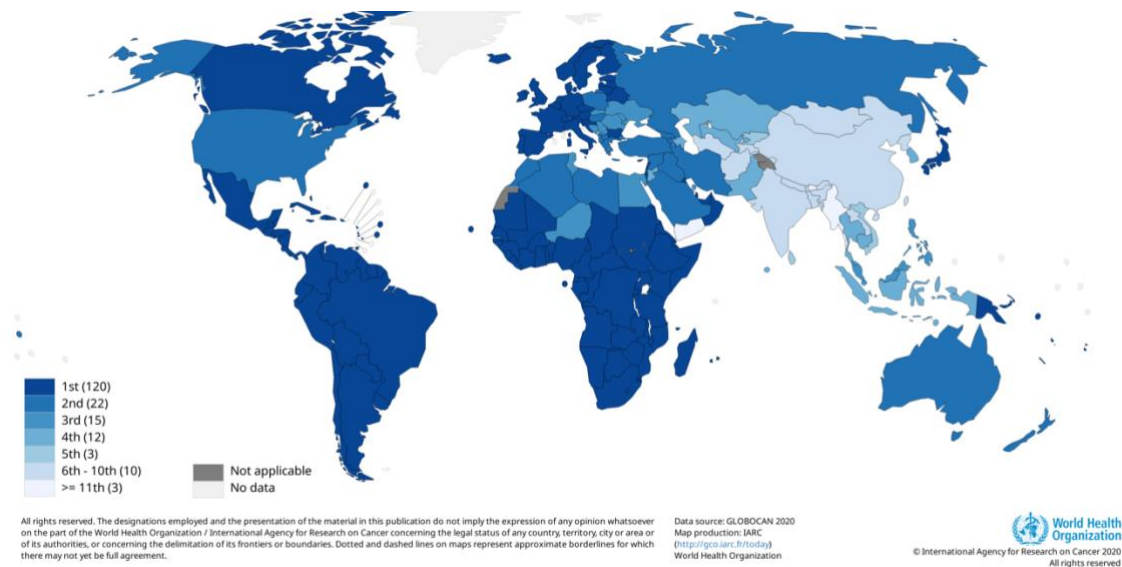 1st (120)
2nd (22)
3rd (15)
4th (12)
5th (3)
6th - 10th (10)
>= 11th (3)
Not applicable
No data
All rights reserved. The designations employed and the presentation of the material in this publication do not imply the expression of any opinion whatsoever
on the part of the World Health Organization / International Agency for Research on Cancer concerning the legal status of any country, territory, city or area or
of its authorities, or concerning the delimitation of its frontiers or boundaries. Dotted and dashed lines on maps represent approximate borderlines for which
there may not yet be full agreement.
Data source: GLOBOCAN 2020
Map production: IARC
(http://gco.iarc.fr/today)
World Health Organization
World Health
Organization
© International Agency for Research on Cancer 2020
All rights reserved